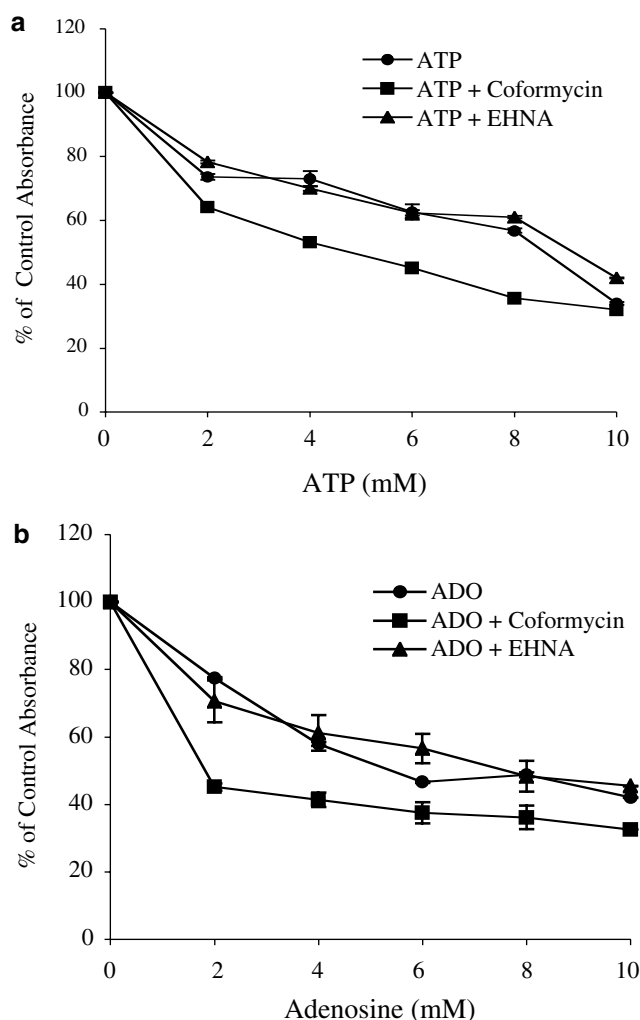 a
120
ATP
ATP + Coformycin
ATP + EHNA
100
80
60
40
20
0
% of Control Absorbance
0 2 4 6 8 10
ATP (mM)
b
120
ADO
ADO + Coformycin
ADO + EHNA
100
80
60
40
20
0
% of Control Absorbance
0 2 4 6 8 10
Adenosine (mM)